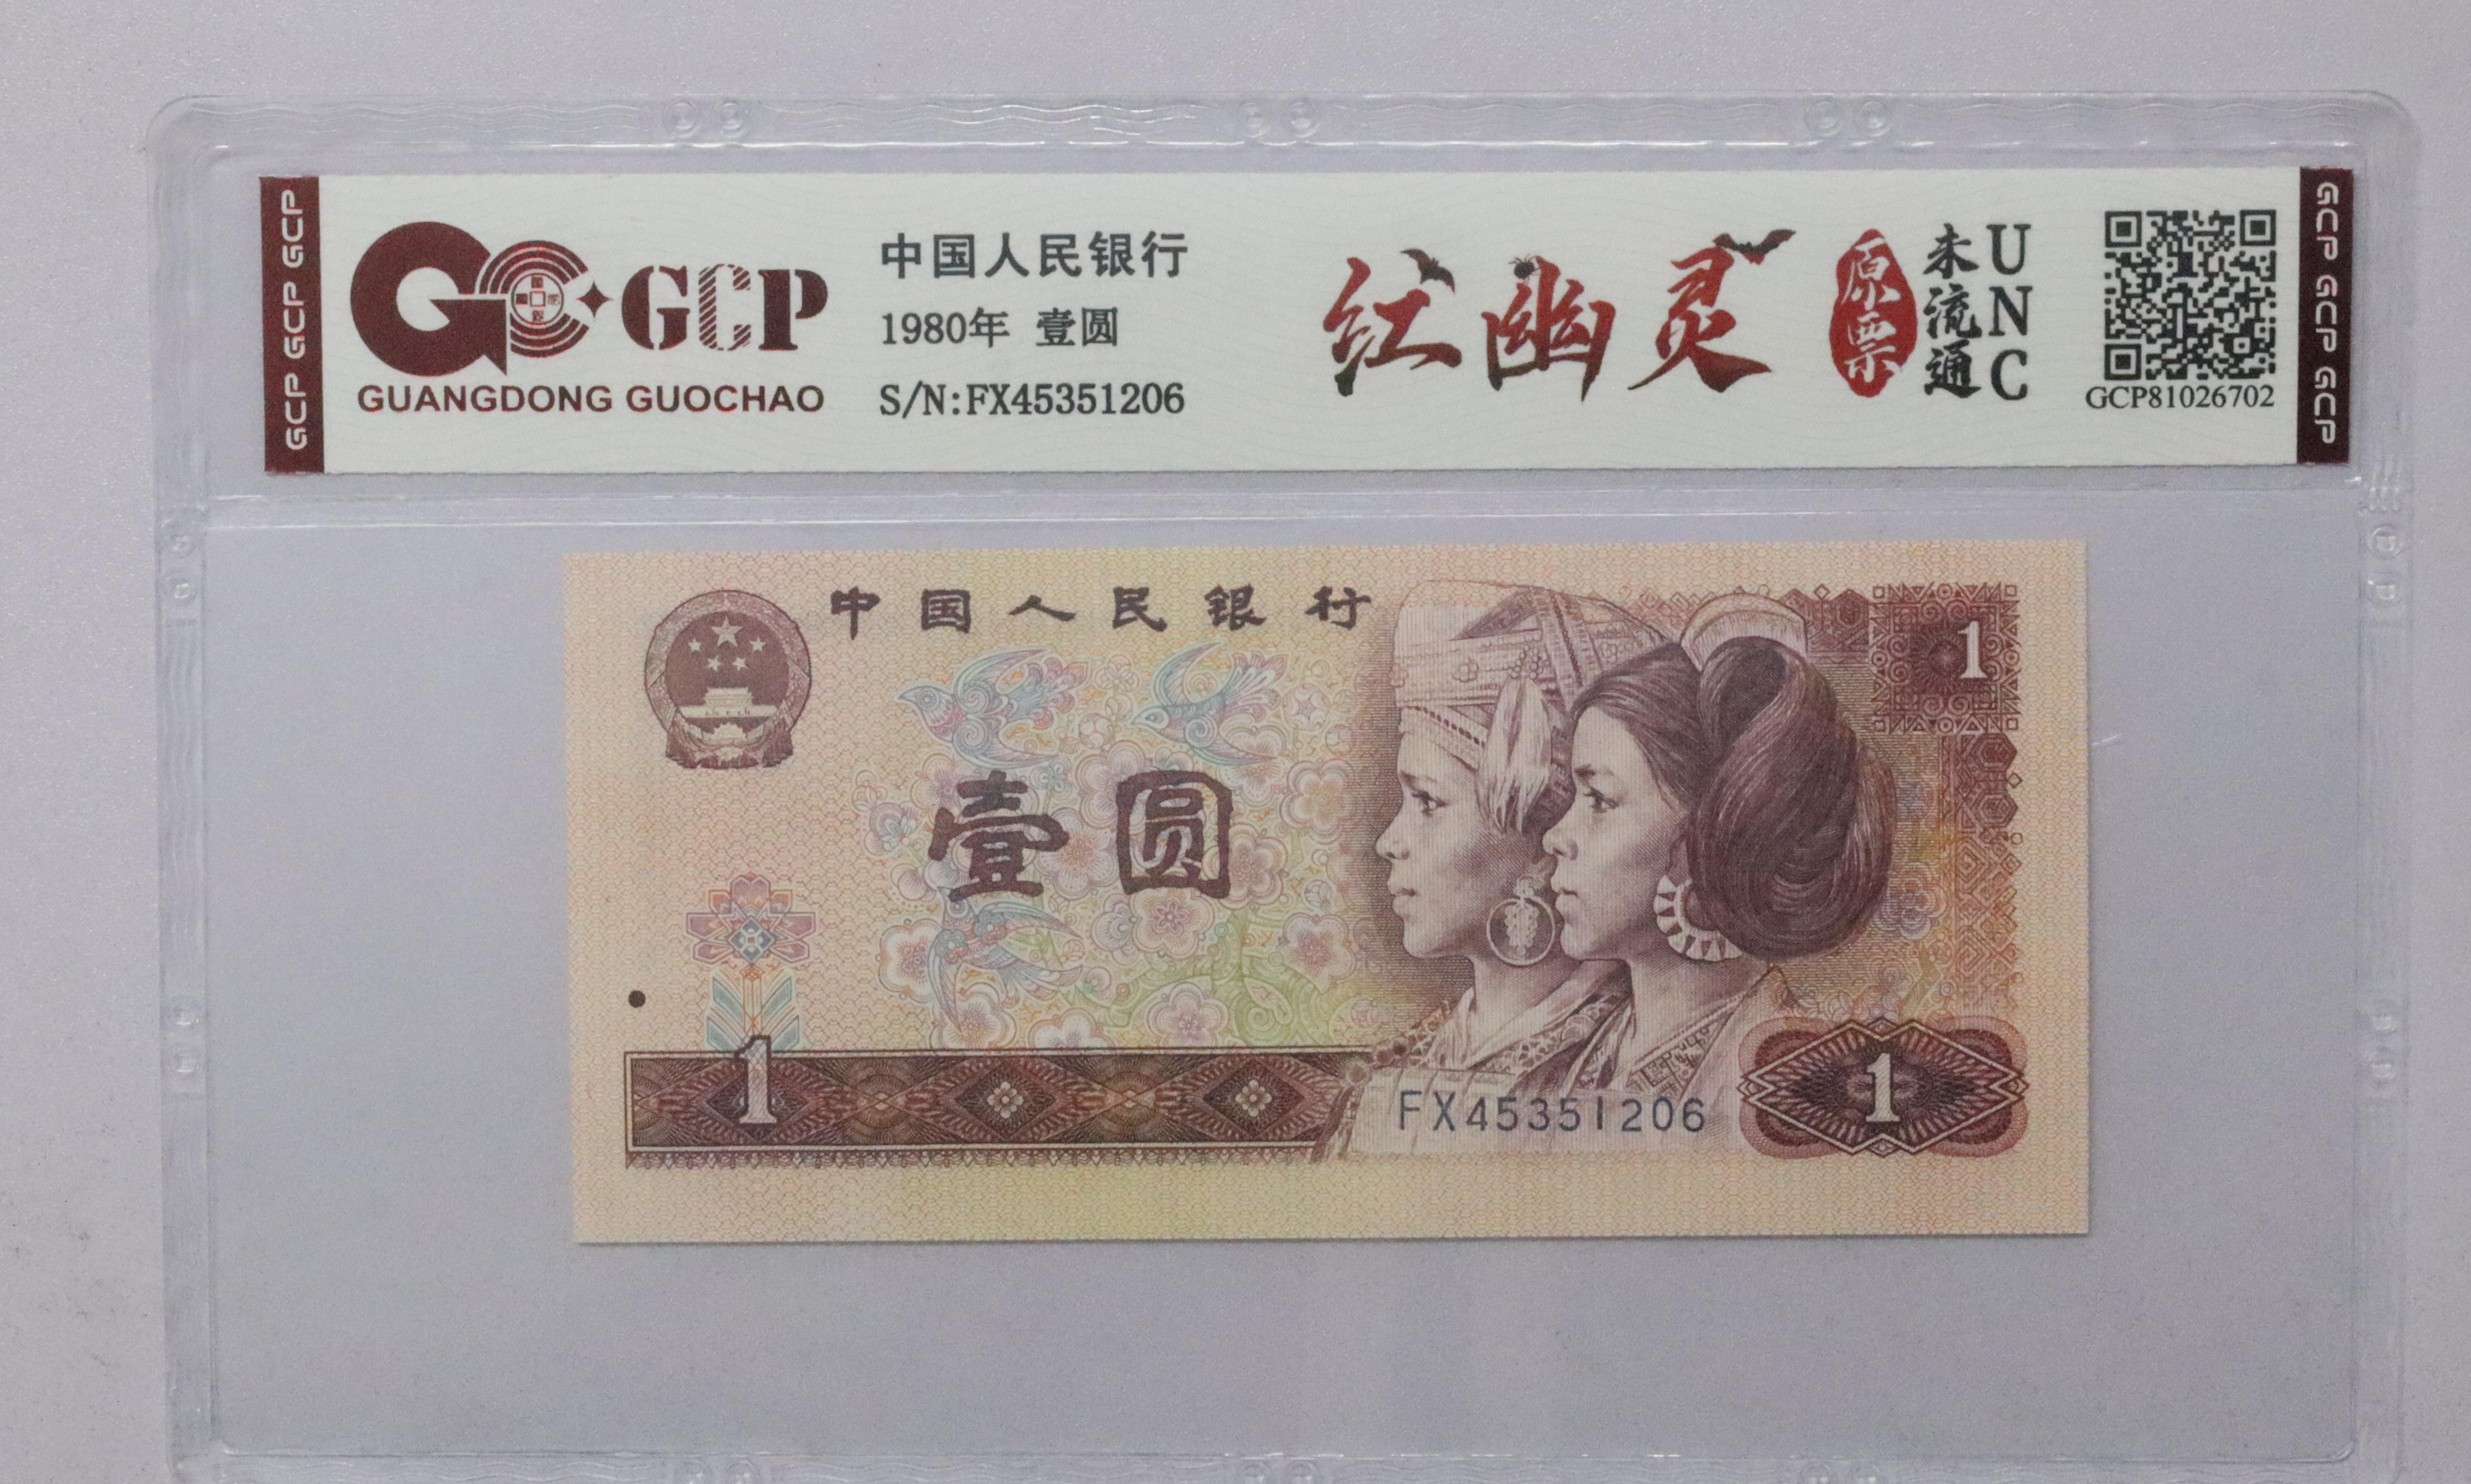 GCP GCP GCP
GCP
GUANGDONG GUOCHAO
中国人民银行
1980年 壹圆
S/N:FX45351206
红幽灵
原票
未流通
UNC
GCP81026702
GCP GCP GCP
中国人民银行
1
壹圆
1
FX45351206
1